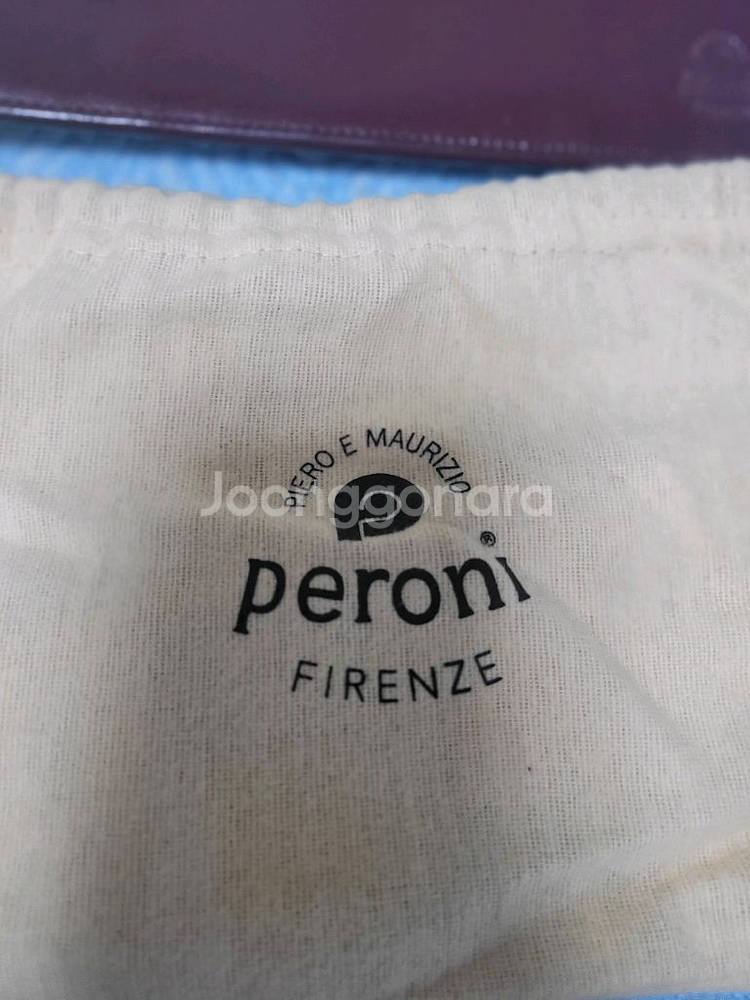 PIERO E MAURIZIO
p
peroni®
FIRENZE
Joonggonara